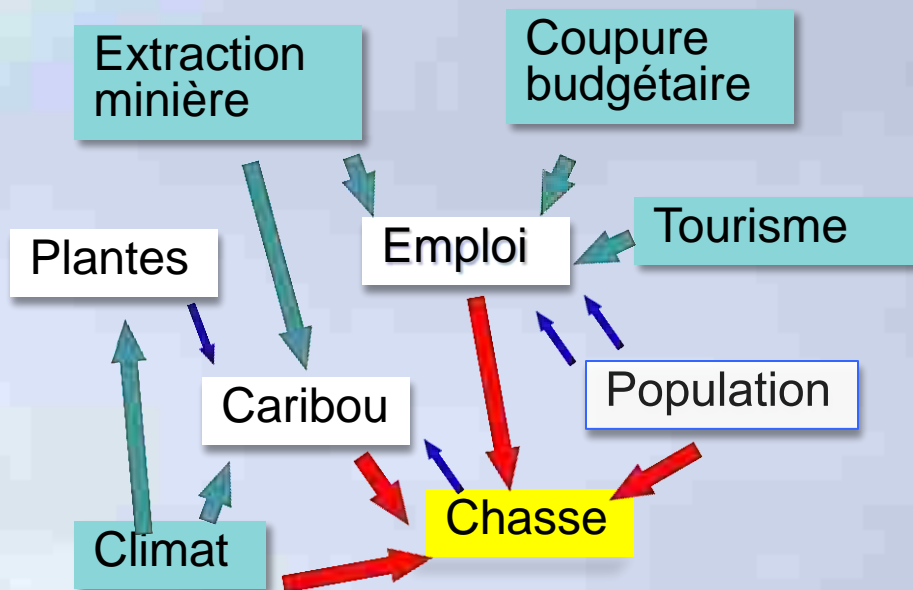 Extraction
minière
Coupure
budgétaire
Tourisme
Emploi
Plantes
Population
Caribou
Chasse
Climat